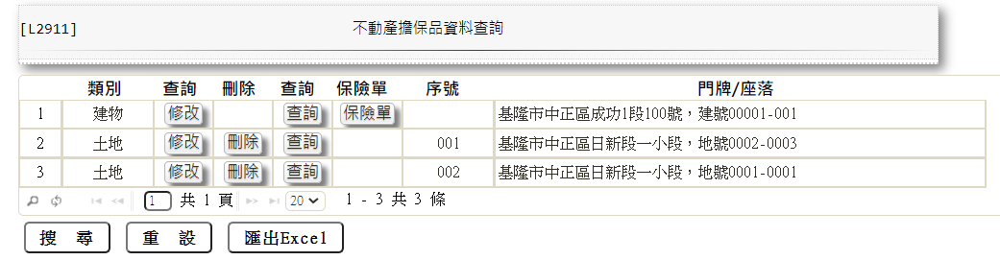 [L2911] 不動產擔保品資料查詢
類別 查詢 刪除 查詢 保險單 序號 門牌/座落
1 建物 修改 查詢 保險單 基隆市中正區成功1段100號，建號00001-001
2 土地 修改 刪除 查詢 001 基隆市中正區日新段一小段，地號0002-0003
3 土地 修改 刪除 查詢 002 基隆市中正區日新段一小段，地號0001-0001
1 共 1 頁 20 1 - 3 共 3 條
搜 尋 重 設 匯出Excel